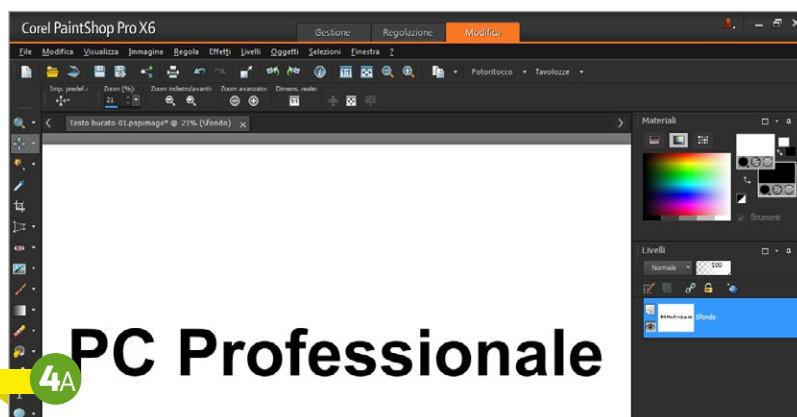 Corel PaintShop Pro X6
Gestione Regolazione Modifica
File Modifica Visualizza Immagine Regola Effetti Livelli Oggetti Selezioni Finestra ?
Fotoritocco Tavolozze
Imp. predef.: Zoom (%): Zoom indietro/avanti: Zoom avanzato: Dimens. reale:
21
Testo bucato-01.pspimage* @ 21% (Sfondo) x
Materiali
Strumenti
Livelli
Normale 100
PC Professionale Sfondo
PC Professionale
4A